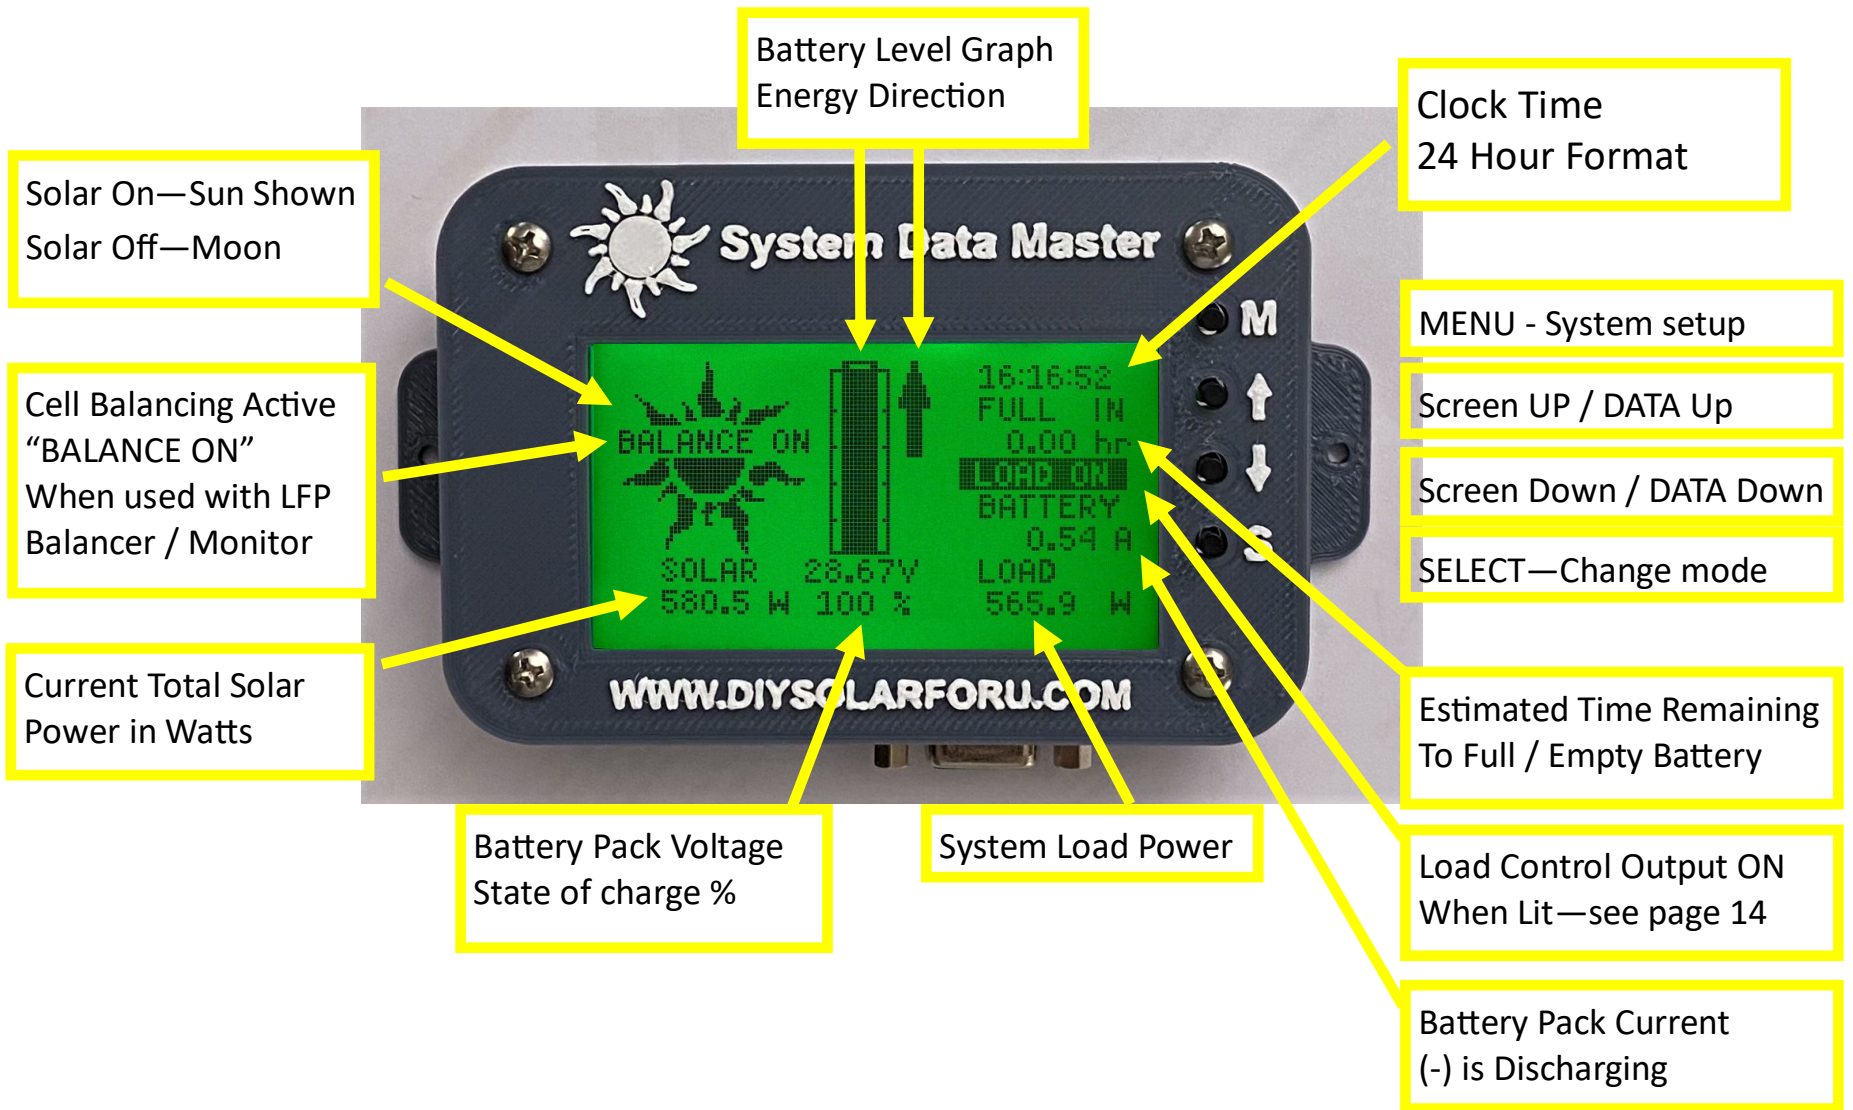 Battery Level Graph
Energy Direction
Clock Time
24 Hour Format
Solar On—Sun Shown
Solar Off—Moon
System Data Master
M
MENU - System setup
Screen UP / DATA Up
Screen Down / DATA Down
S
SELECT—Change mode
Cell Balancing Active
“BALANCE ON”
When used with LFP
Balancer / Monitor
16:16:52
FULL IN
BALANCE ON
0.00 hr
LOAD ON
BATTERY
0.54 A
SOLAR 28.67V LOAD
580.5 W 100 % 565.9 W
WWW.DIYSOLARFORU.COM
Current Total Solar
Power in Watts
Estimated Time Remaining
To Full / Empty Battery
Battery Pack Voltage
State of charge %
System Load Power
Load Control Output ON
When Lit—see page 14
Battery Pack Current
(-) is Discharging